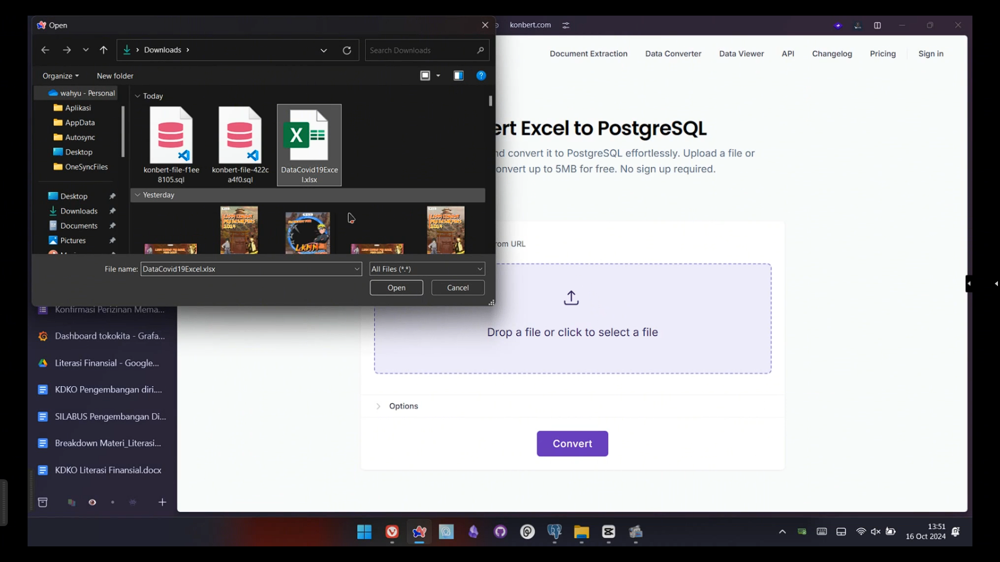 Open
konbert.com
Downloads
Search Downloads
Organize
New folder
wahyu - Personal
Aplikasi
AppData
Autosync
Desktop
OneSyncFiles
Desktop
Downloads
Documents
Pictures
Today
konbert-file-f1ee
8105.sql
konbert-file-422c
a4f0.sql
DataCovid19Exce
l.xlsx
Yesterday
File name:
DataCovid19Excel.xlsx
All Files (*.*)
Open
Cancel
Document Extraction
Data Converter
Data Viewer
API
Changelog
Pricing
Sign in
ert Excel to PostgreSQL
nd convert it to PostgreSQL effortlessly. Upload a file or
onvert up to 5MB for free. No sign up required.
rom URL
Drop a file or click to select a file
Options
Convert
Konfirmasi Perizinan Mema...
Dashboard tokokita - Grafa...
Literasi Finansial - Google...
KDKO Pengembangan diri....
SILABUS Pengembangan Di...
Breakdown Materi_Literasi...
KDKO Literasi Finansial.docx
13:51
16 Oct 2024